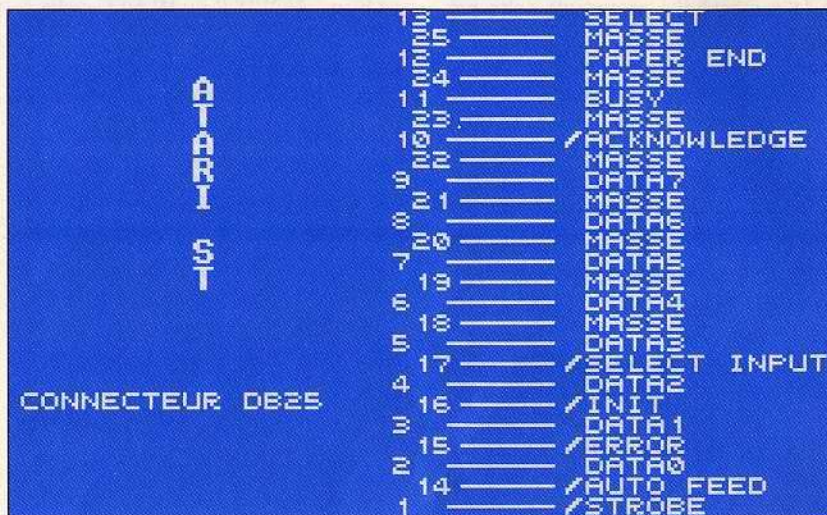 13 SELECT
25 MASSE
12 PAPER END
24 MASSE
11 BUSY
23 MASSE
10 /ACKNOWLEDGE
22 MASSE
9 DATA7
21 MASSE
8 DATA6
20 MASSE
7 DATA5
19 MASSE
6 DATA4
18 MASSE
5 DATA3
17 /SELECT INPUT
4 DATA2
16 /INIT
3 DATA1
15 /ERROR
2 DATA0
14 /AUTO FEED
1 /STROBE
ATARI ST
CONNECTEUR DB25